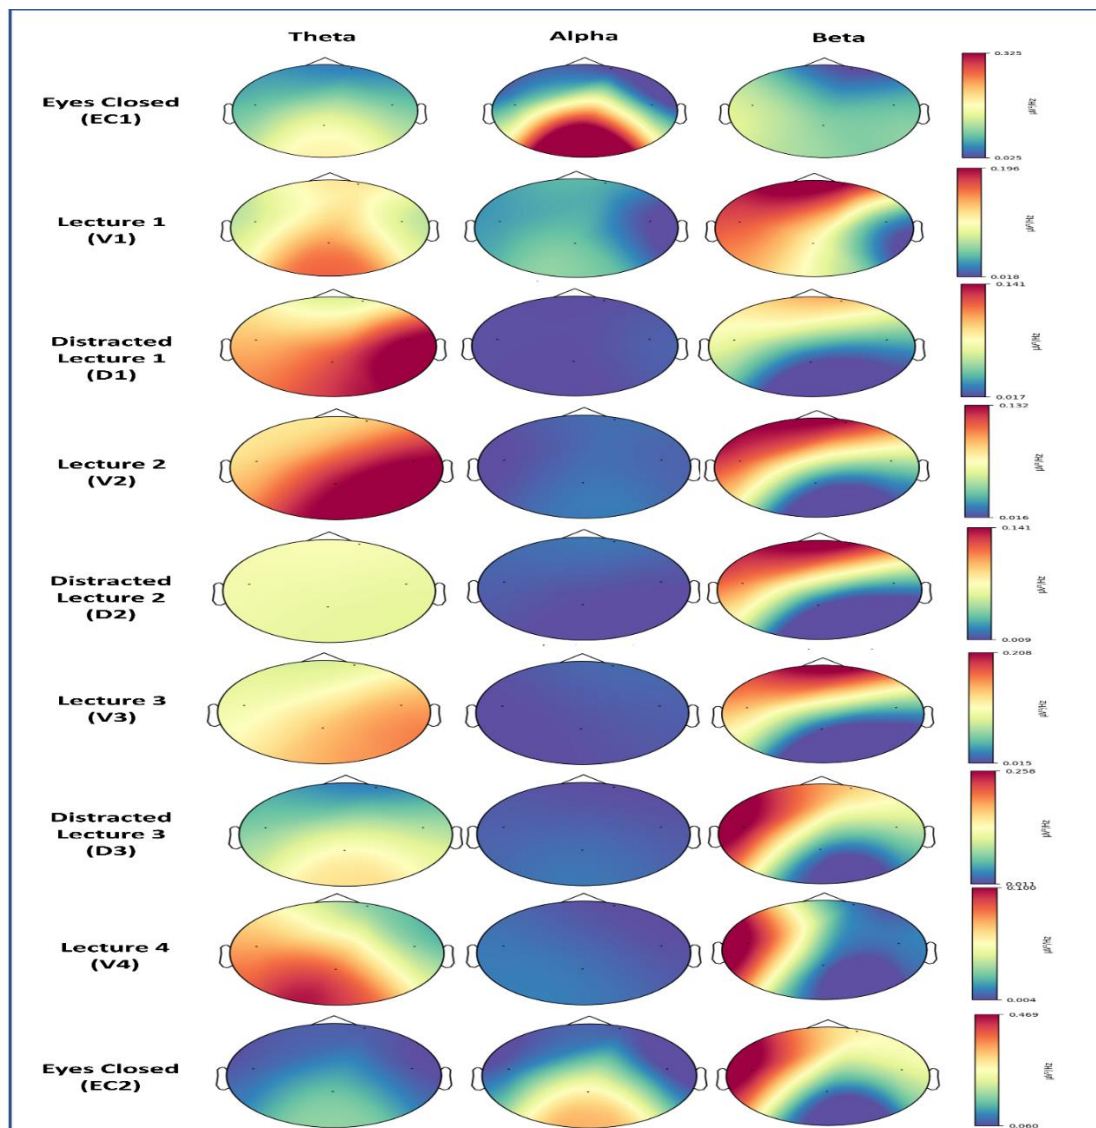 Theta Alpha Beta
Eyes Closed
(EC1)
0.325
µV²/Hz
0.025
Lecture 1
(V1)
0.196
µV²/Hz
0.018
Distracted
Lecture 1
(D1)
0.141
µV²/Hz
0.017
Lecture 2
(V2)
0.132
µV²/Hz
0.016
Distracted
Lecture 2
(D2)
0.141
µV²/Hz
0.009
Lecture 3
(V3)
0.208
µV²/Hz
0.015
Distracted
Lecture 3
(D3)
0.258
µV²/Hz
Lecture 4
(V4)
µV²/Hz
0.004
Eyes Closed
(EC2)
0.469
µV²/Hz
0.060